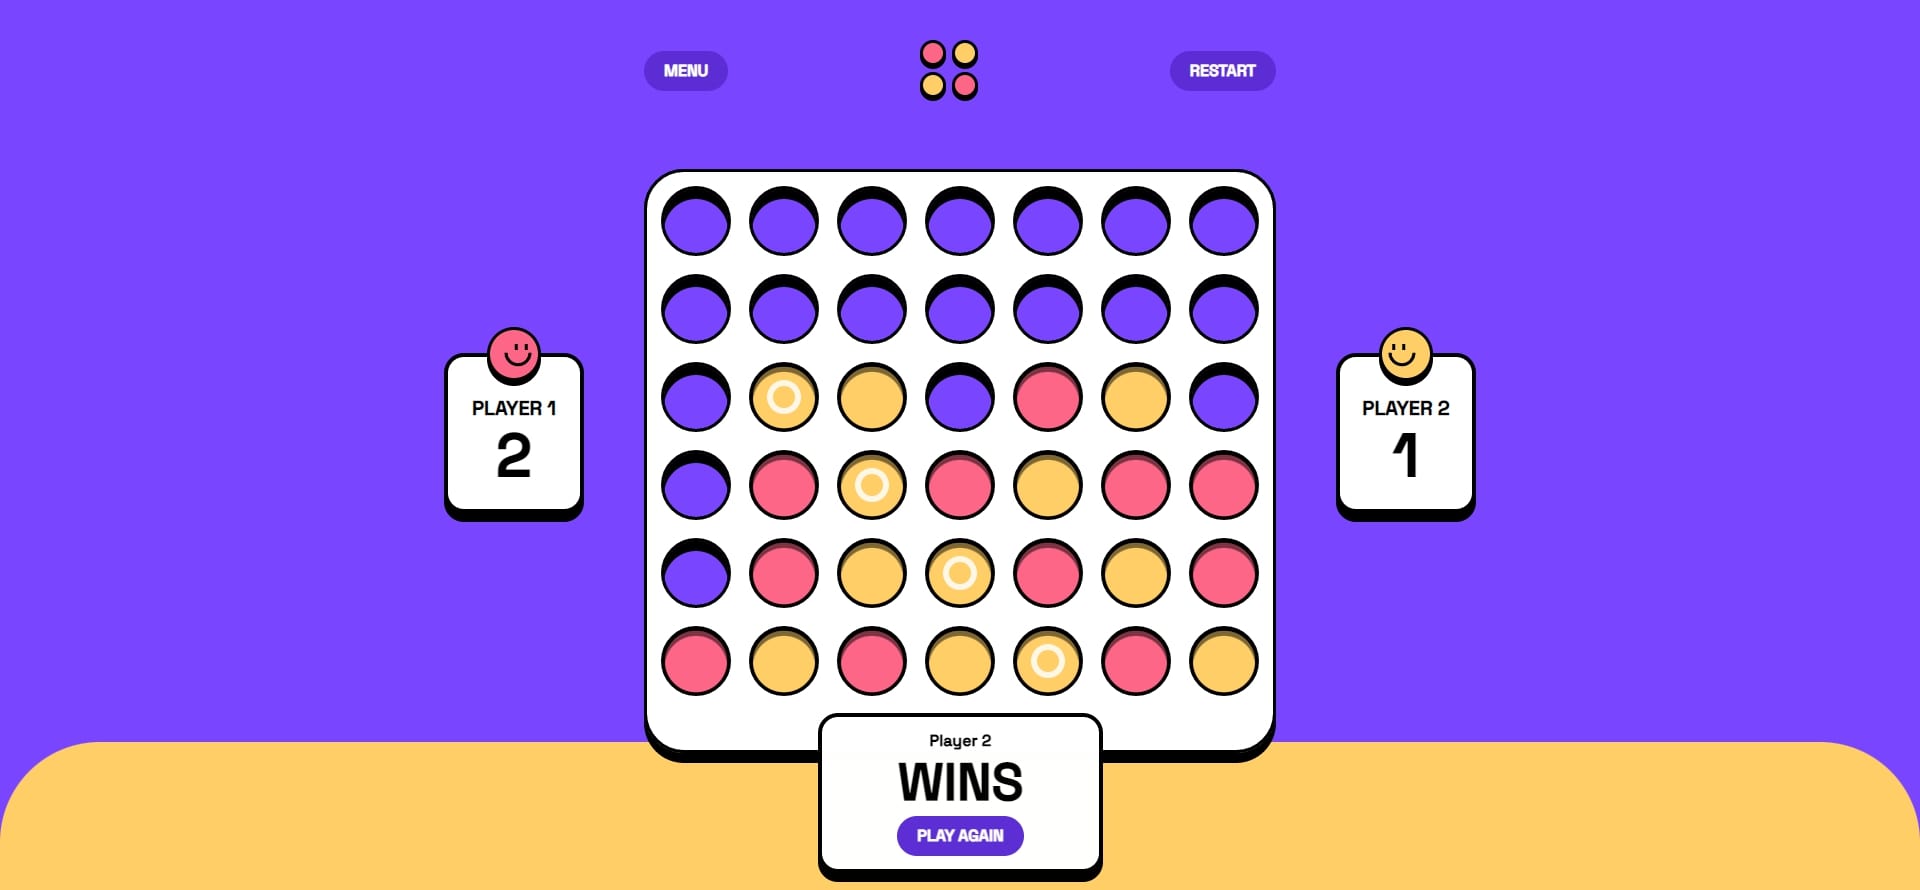 MENU
RESTART
PLAYER 1
2
PLAYER 2
1
Player 2
WINS
PLAY AGAIN